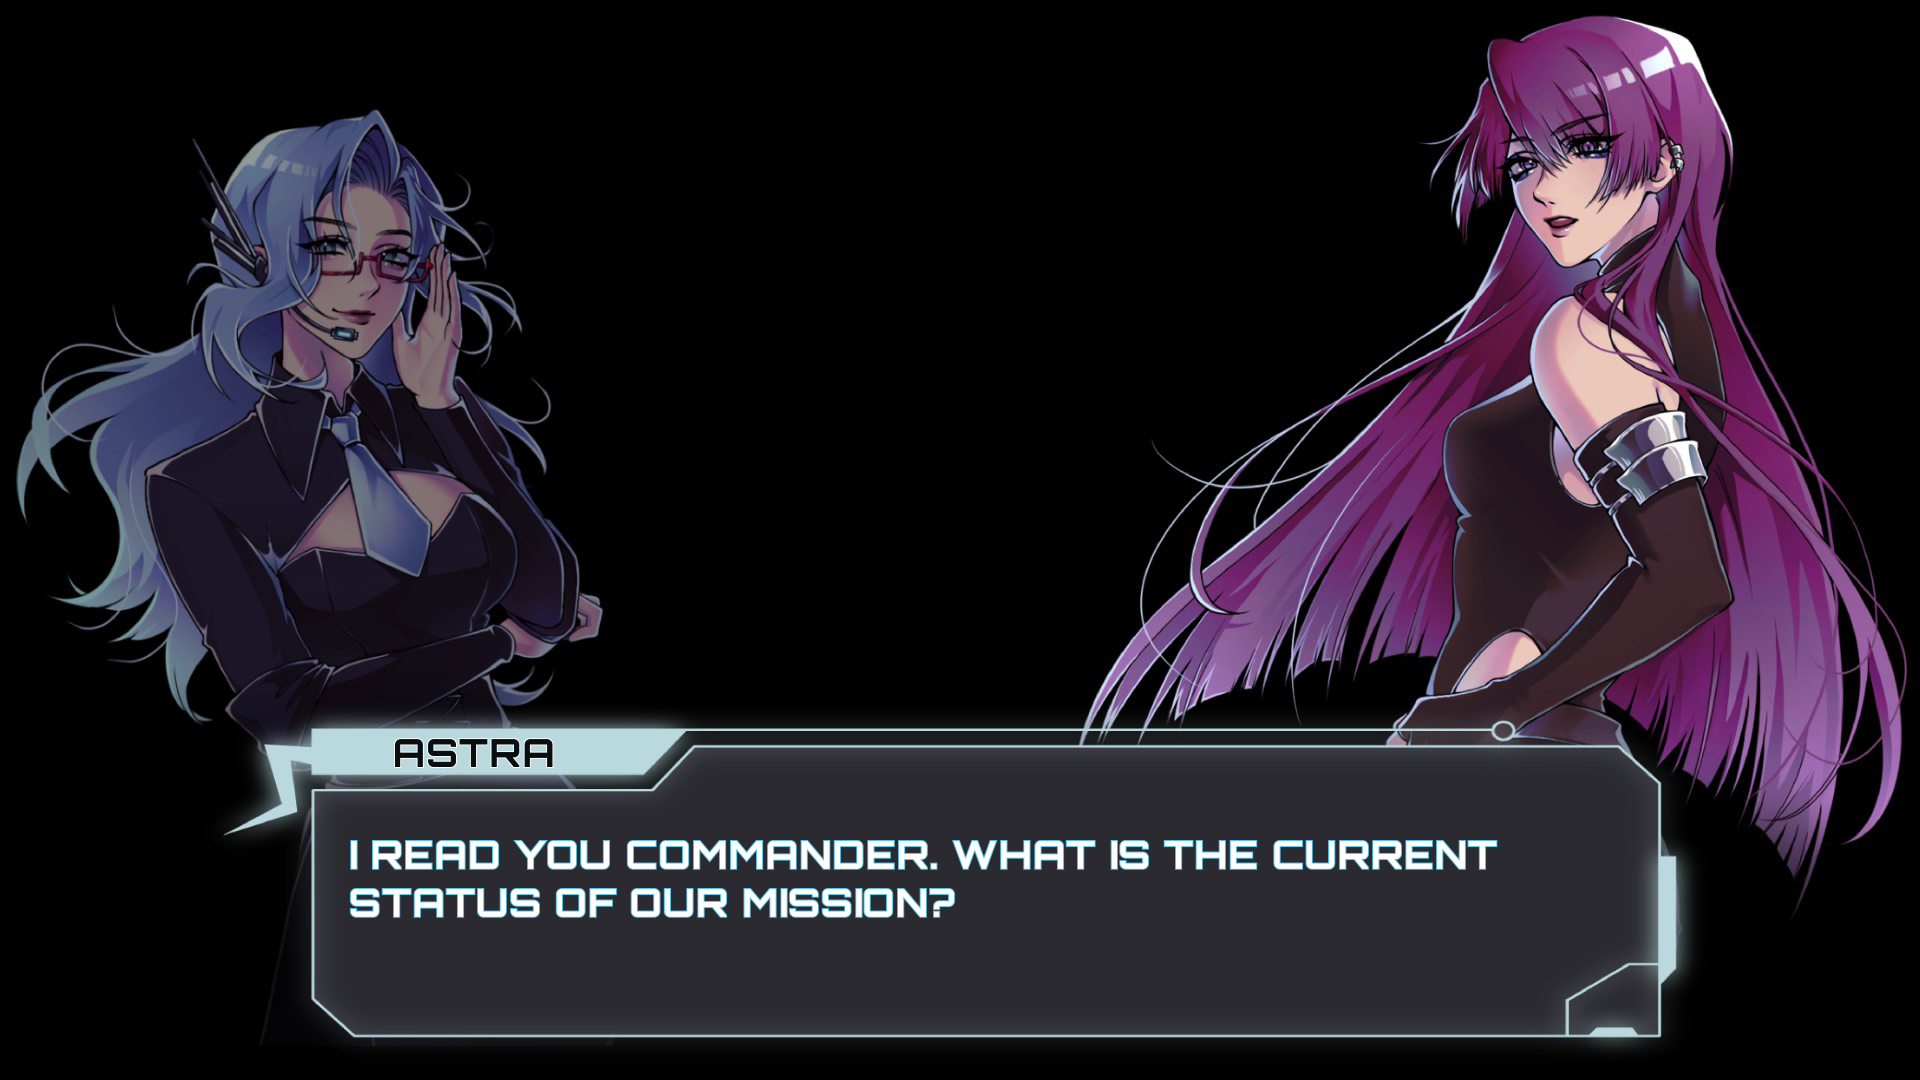 ASTRA
I READ YOU COMMANDER. WHAT IS THE CURRENT
STATUS OF OUR MISSION?